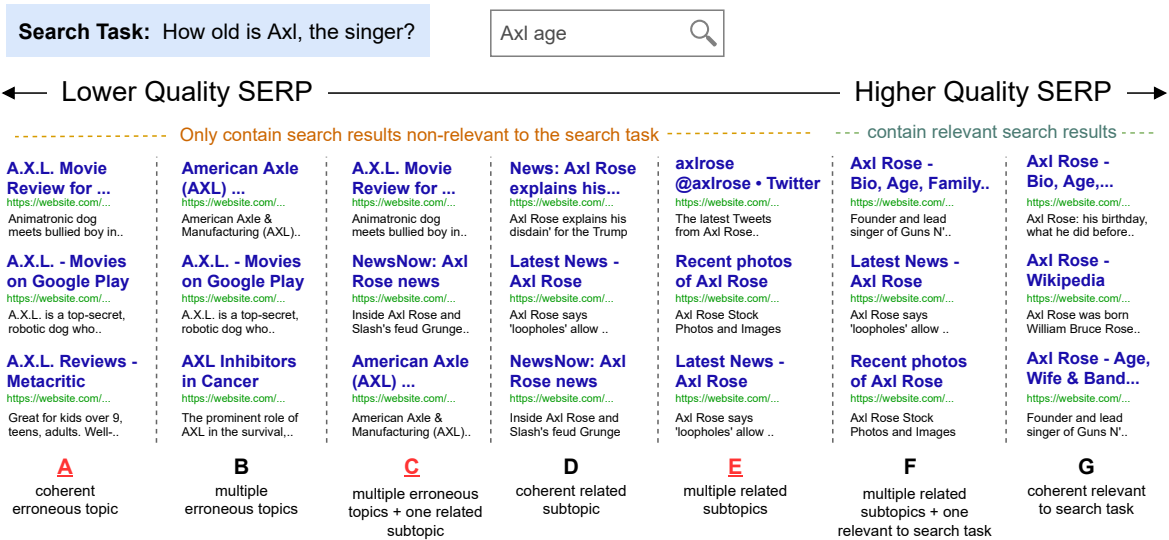 Search Task: How old is Axl, the singer?
Axl age
Lower Quality SERP
Higher Quality SERP
Only contain search results non-relevant to the search task
contain relevant search results
A.X.L. Movie
Review for ...
https://website.com/...
Animatronic dog
meets bullied boy in..
A.X.L. - Movies
on Google Play
https://website.com/...
A.X.L. is a top-secret,
robotic dog who..
A.X.L. Reviews -
Metacritic
https://website.com/...
Great for kids over 9,
teens, adults. Well-..
A
coherent
erroneous topic
American Axle
(AXL) ...
https://website.com/...
American Axle &
Manufacturing (AXL)..
A.X.L. - Movies
on Google Play
https://website.com/...
A.X.L. is a top-secret,
robotic dog who..
AXL Inhibitors
in Cancer
https://website.com/...
The prominent role of
AXL in the survival,..
B
multiple
erroneous topics
A.X.L. Movie
Review for ...
https://website.com/...
Animatronic dog
meets bullied boy in..
NewsNow: Axl
Rose news
https://website.com/...
Inside Axl Rose and
Slash's feud Grunge..
American Axle
(AXL) ...
https://website.com/...
American Axle &
Manufacturing (AXL)..
C
multiple erroneous
topics + one related
subtopic
News: Axl Rose
explains his...
https://website.com/...
Axl Rose explains his
disdain' for the Trump
Latest News -
Axl Rose
https://website.com/...
Axl Rose says
'loopholes' allow ..
NewsNow: Axl
Rose news
https://website.com/...
Inside Axl Rose and
Slash's feud Grunge
D
coherent related
subtopic
axlrose
@axlrose • Twitter
https://website.com/...
The latest Tweets
from Axl Rose..
Recent photos
of Axl Rose
https://website.com/...
Axl Rose Stock
Photos and Images
Latest News -
Axl Rose
https://website.com/...
Axl Rose says
'loopholes' allow ..
E
multiple related
subtopics
Axl Rose -
Bio, Age, Family..
https://website.com/...
Founder and lead
singer of Guns N'..
Latest News -
Axl Rose
https://website.com/...
Axl Rose says
'loopholes' allow ..
Recent photos
of Axl Rose
https://website.com/...
Axl Rose Stock
Photos and Images
F
multiple related
subtopics + one
relevant to search task
Axl Rose -
Bio, Age,...
https://website.com/...
Axl Rose: his birthday,
what he did before..
Axl Rose -
Wikipedia
https://website.com/...
Axl Rose was born
William Bruce Rose..
Axl Rose - Age,
Wife & Band...
https://website.com/...
Founder and lead
singer of Guns N'..
G
coherent relevant
to search task